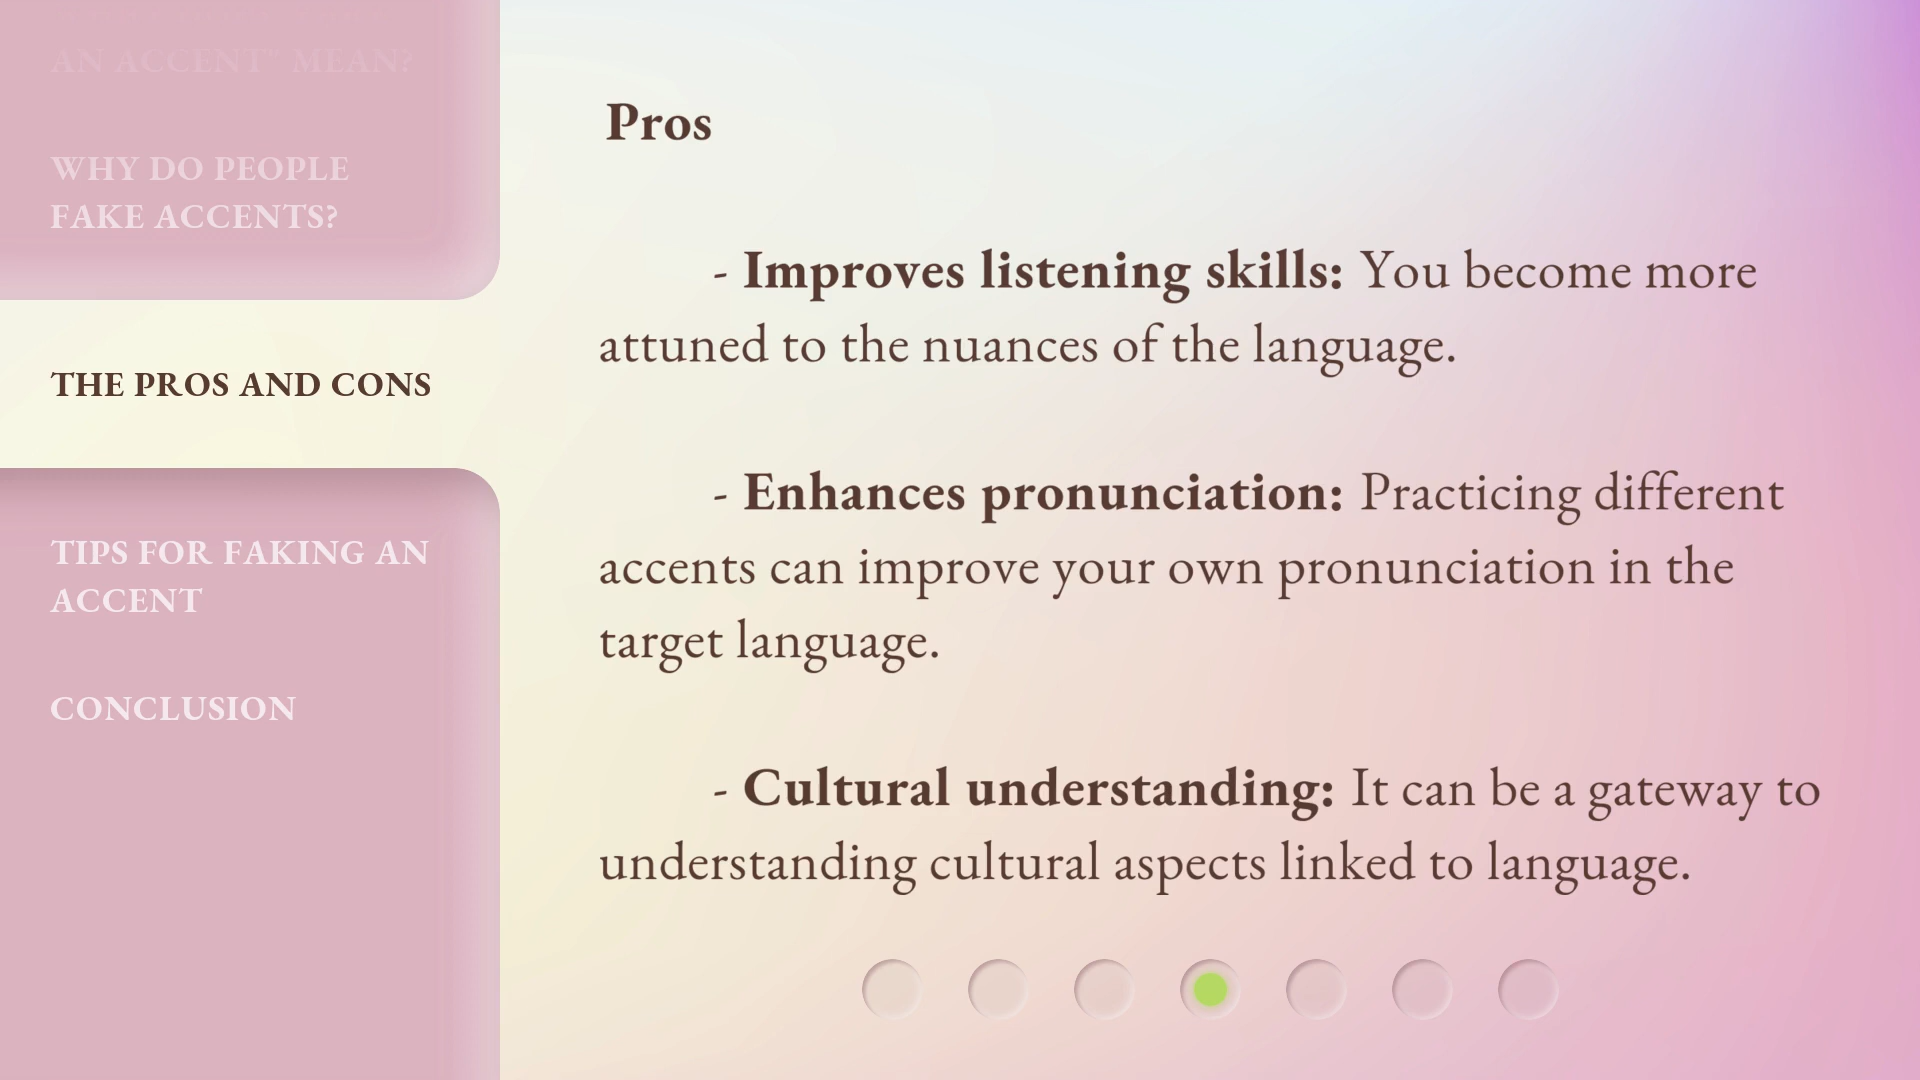 AN ACCENT" MEAN?
WHY DO PEOPLE
FAKE ACCENTS?
THE PROS AND CONS
TIPS FOR FAKING AN
ACCENT
CONCLUSION
Pros
- Improves listening skills: You become more
attuned to the nuances of the language.
- Enhances pronunciation: Practicing different
accents can improve your own pronunciation in the
target language.
- Cultural understanding: It can be a gateway to
understanding cultural aspects linked to language.